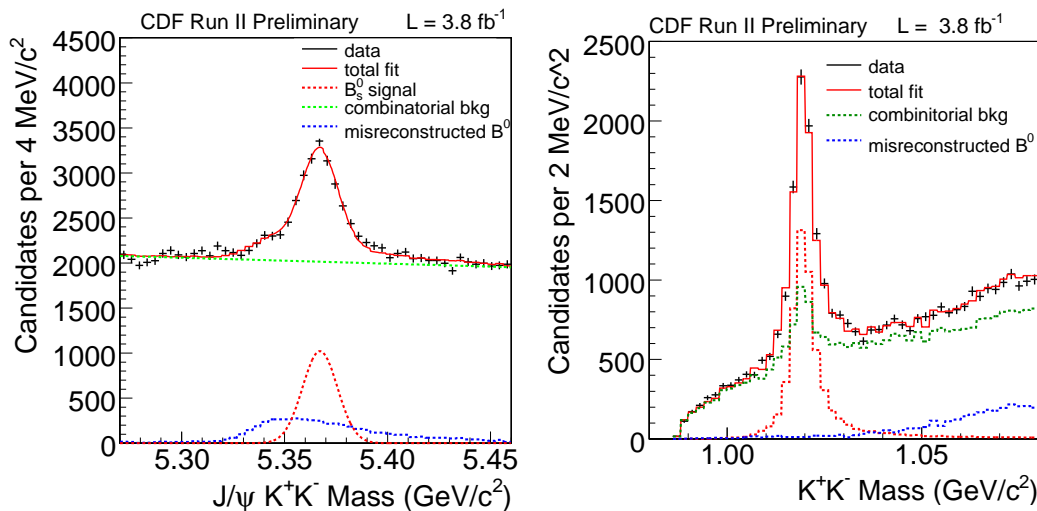 CDF Run II Preliminary L = 3.8 fb⁻¹
Candidates per 4 MeV/c²
4500
4000
3500
3000
2500
2000
1500
1000
500
0
data
total fit
B⁰ₛ signal
combinatorial bkg
misreconstructed B⁰
5.30 5.35 5.40 5.45
J/ψ K⁺K⁻ Mass (GeV/c²)
CDF Run II Preliminary L = 3.8 fb⁻¹
Candidates per 2 MeV/c^2
2500
2000
1500
1000
500
0
data
total fit
combinitorial bkg
misreconstructed B⁰
1.00 1.05
K⁺K⁻ Mass (GeV/c²)